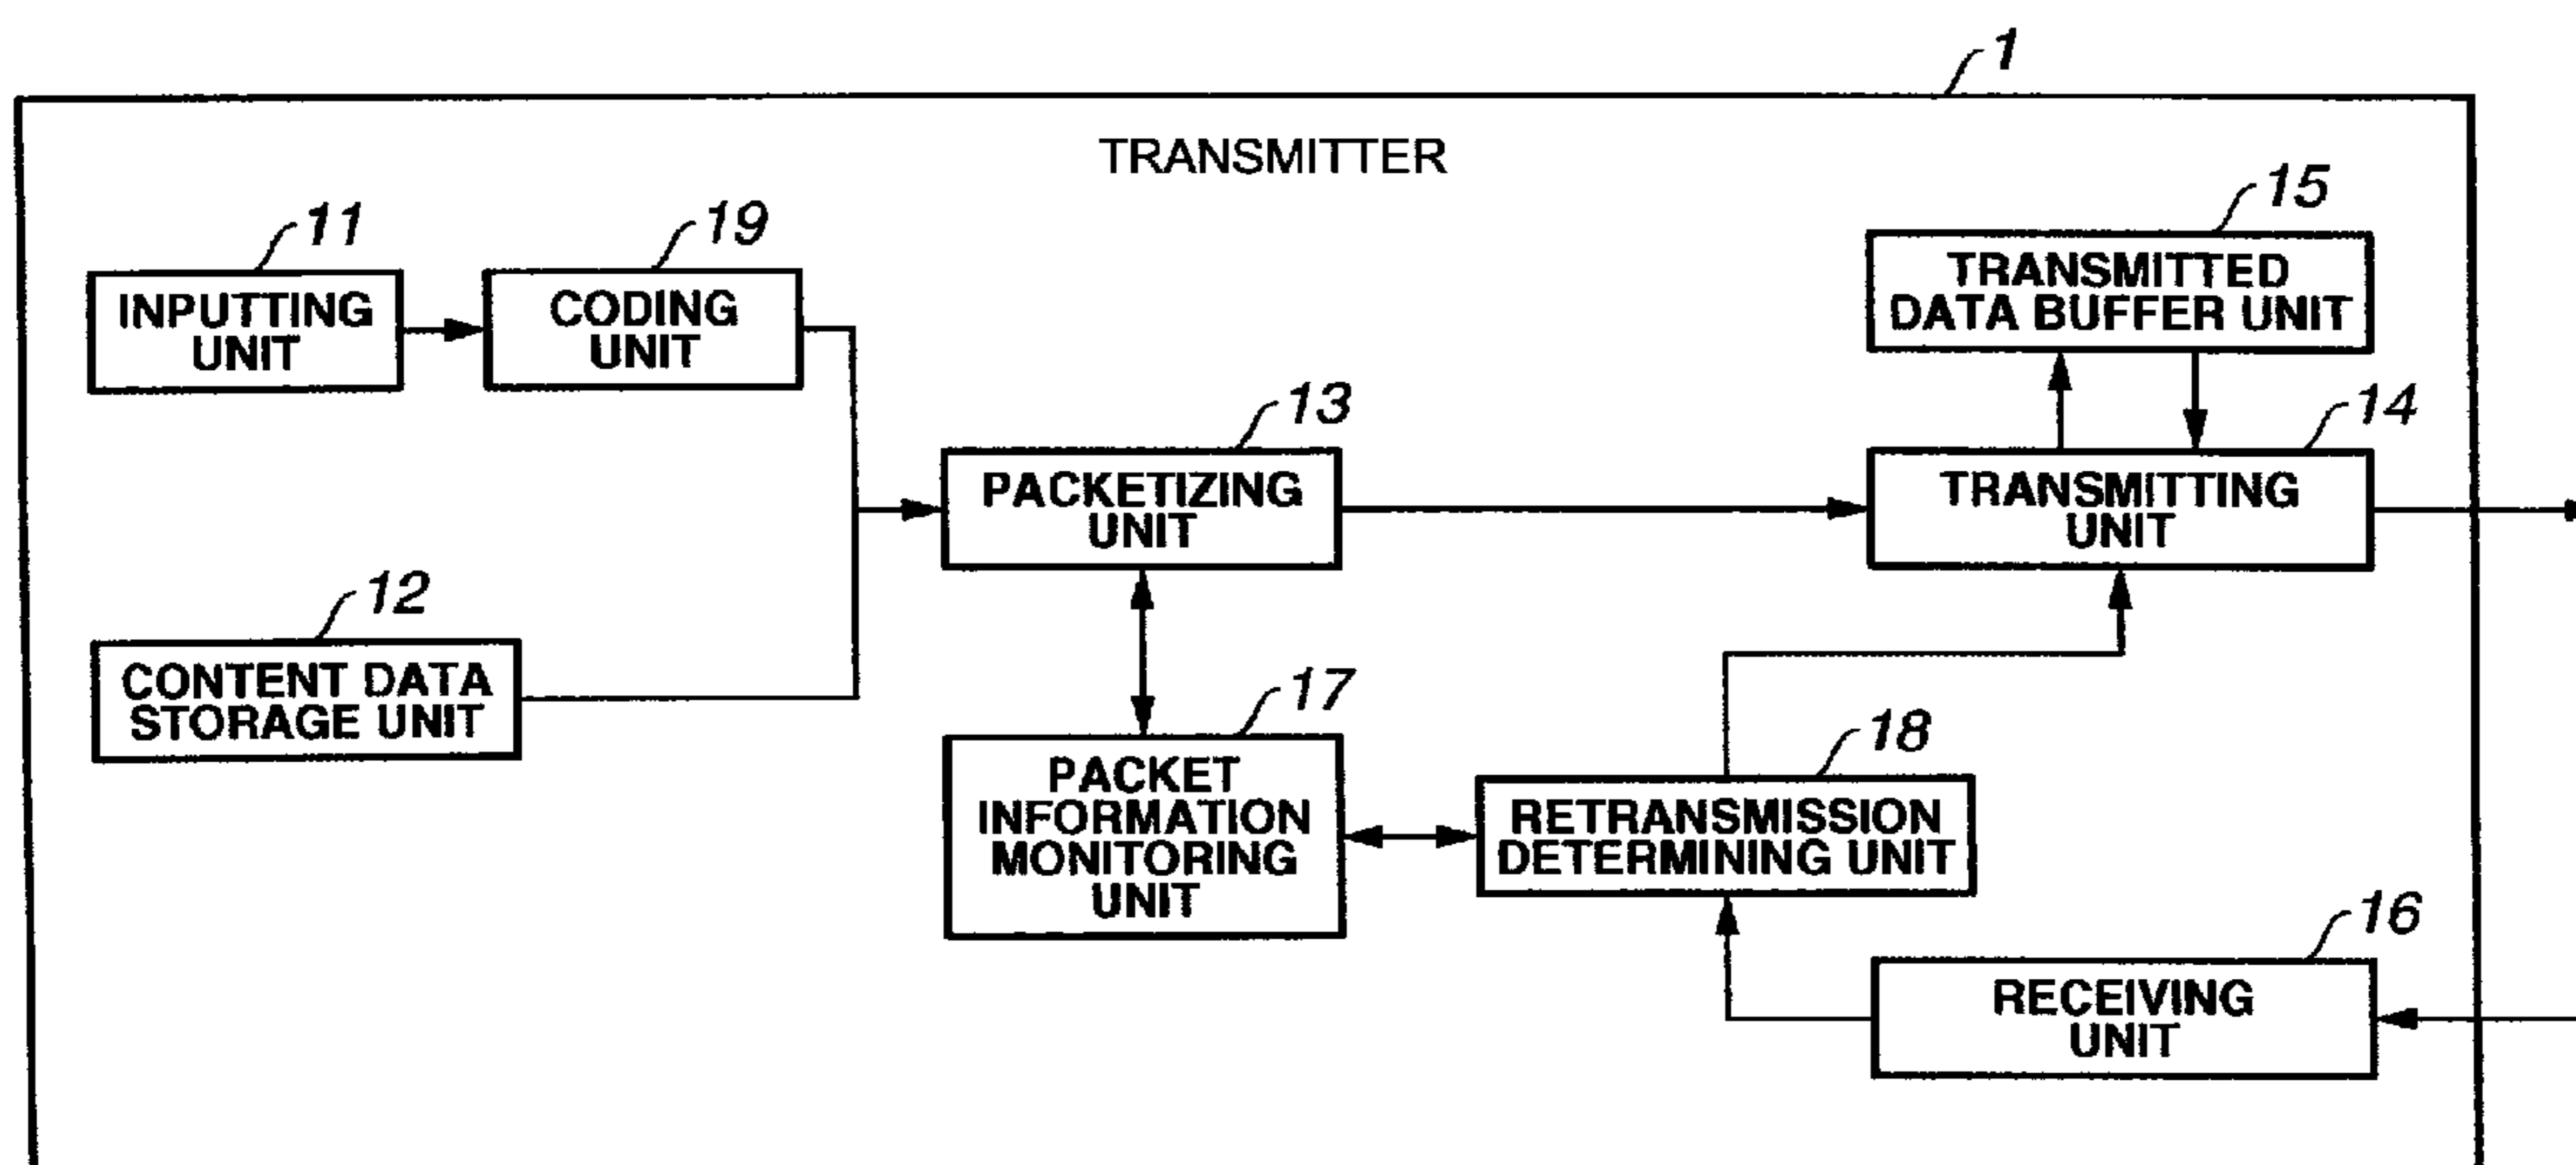 1
TRANSMITTER
11
INPUTTING
UNIT
19
CODING
UNIT
15
TRANSMITTED
DATA BUFFER UNIT
13
PACKETIZING
UNIT
14
TRANSMITTING
UNIT
12
CONTENT DATA
STORAGE UNIT
17
PACKET
INFORMATION
MONITORING
UNIT
18
RETRANSMISSION
DETERMINING UNIT
16
RECEIVING
UNIT